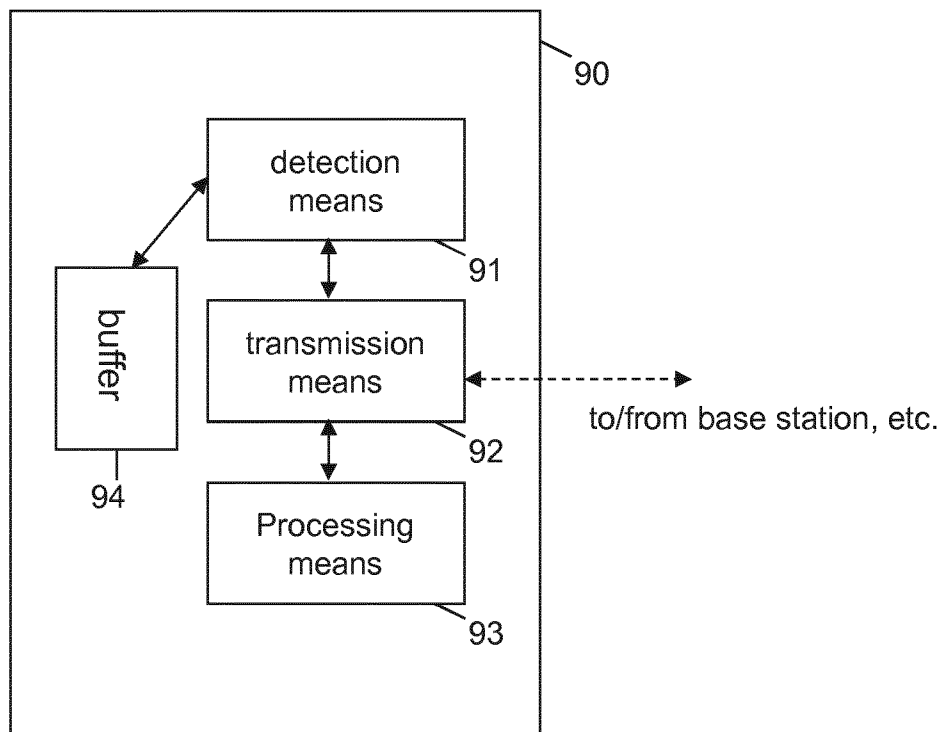 90
detection
means
91
buffer
transmission
means
to/from base station, etc.
92
94
Processing
means
93